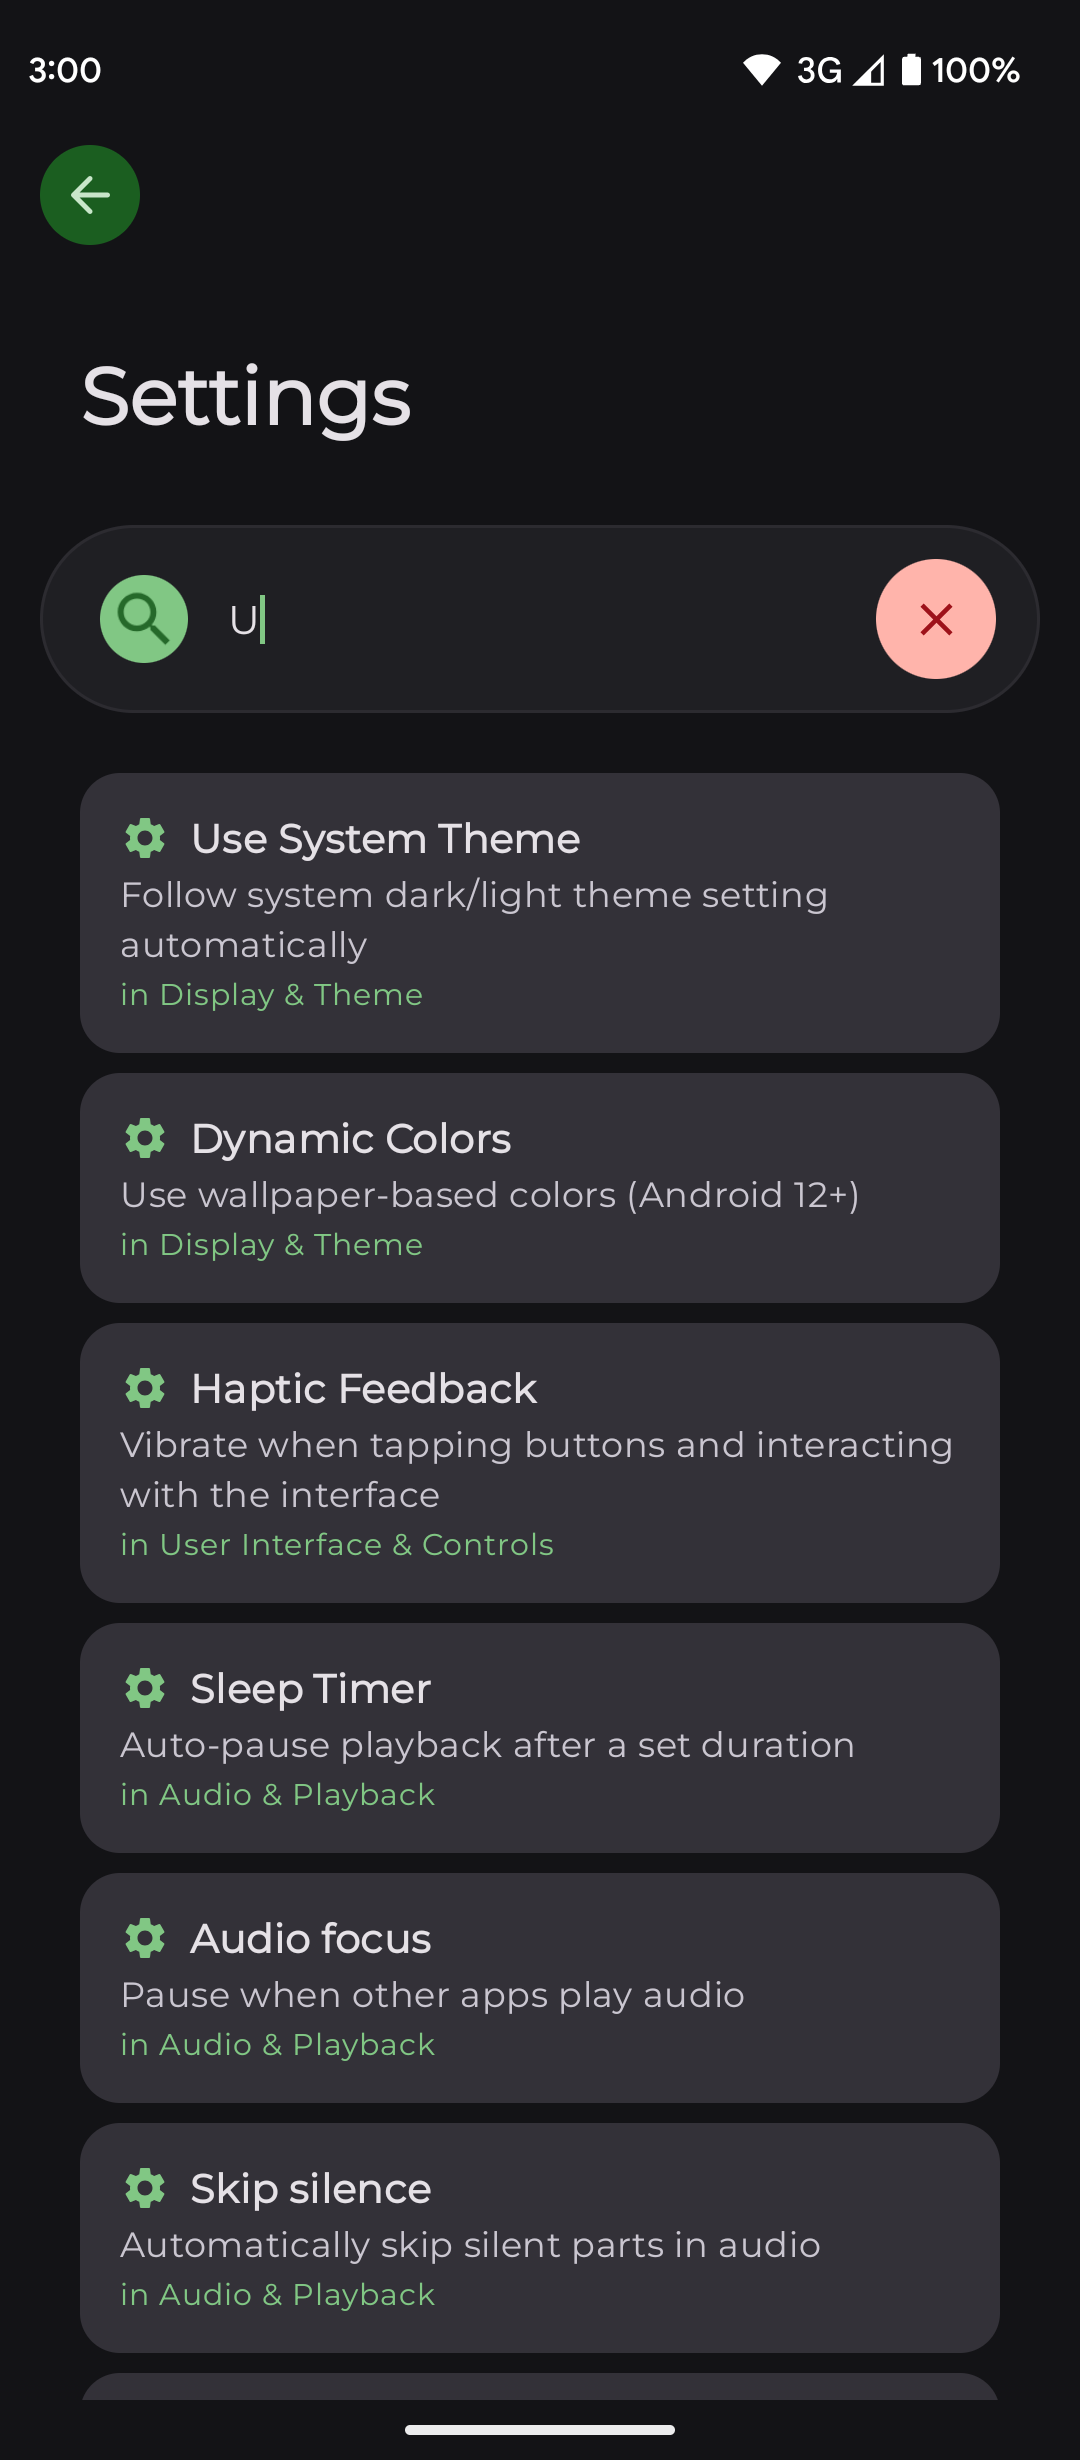 3:00
3G 100%
Settings
U
Use System Theme
Follow system dark/light theme setting
automatically
in Display & Theme
Dynamic Colors
Use wallpaper-based colors (Android 12+)
in Display & Theme
Haptic Feedback
Vibrate when tapping buttons and interacting
with the interface
in User Interface & Controls
Sleep Timer
Auto-pause playback after a set duration
in Audio & Playback
Audio focus
Pause when other apps play audio
in Audio & Playback
Skip silence
Automatically skip silent parts in audio
in Audio & Playback